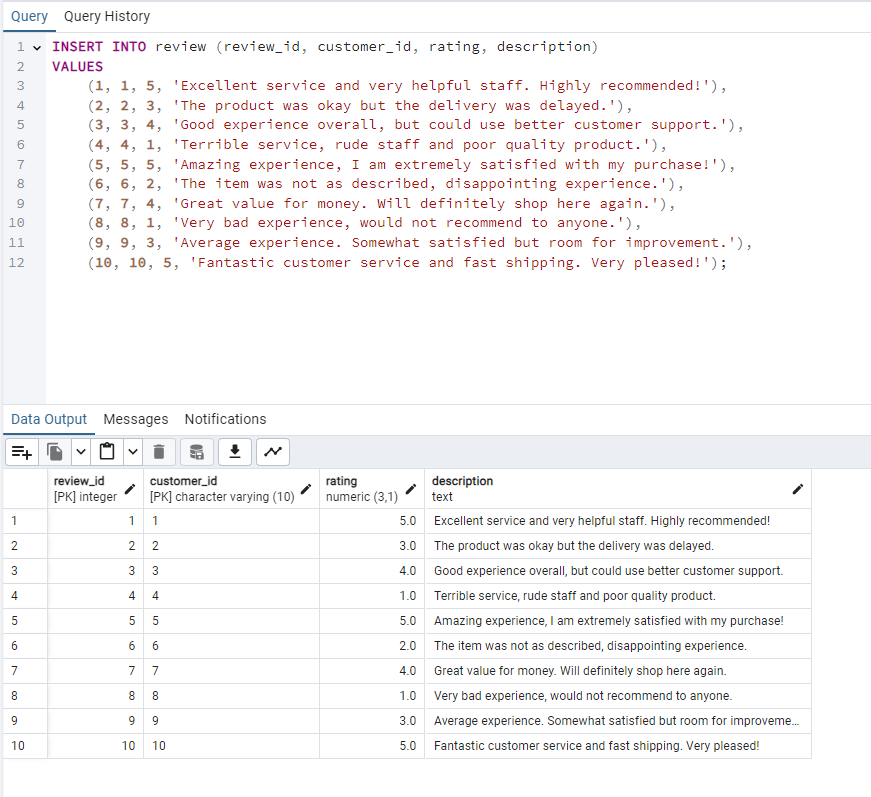 Query Query History
1 INSERT INTO review (review_id, customer_id, rating, description)
2 VALUES
3 (1, 1, 5, 'Excellent service and very helpful staff. Highly recommended!'),
4 (2, 2, 3, 'The product was okay but the delivery was delayed.'),
5 (3, 3, 4, 'Good experience overall, but could use better customer support.'),
6 (4, 4, 1, 'Terrible service, rude staff and poor quality product.'),
7 (5, 5, 5, 'Amazing experience, I am extremely satisfied with my purchase!'),
8 (6, 6, 2, 'The item was not as described, disappointing experience.'),
9 (7, 7, 4, 'Great value for money. Will definitely shop here again.'),
10 (8, 8, 1, 'Very bad experience, would not recommend to anyone.'),
11 (9, 9, 3, 'Average experience. Somewhat satisfied but room for improvement.'),
12 (10, 10, 5, 'Fantastic customer service and fast shipping. Very pleased!');
Data Output Messages Notifications
review_id customer_id rating description
[PK] integer [PK] character varying (10) numeric (3,1) text
1 1 1 5.0 Excellent service and very helpful staff. Highly recommended!
2 2 2 3.0 The product was okay but the delivery was delayed.
3 3 3 4.0 Good experience overall, but could use better customer support.
4 4 4 1.0 Terrible service, rude staff and poor quality product.
5 5 5 5.0 Amazing experience, I am extremely satisfied with my purchase!
6 6 6 2.0 The item was not as described, disappointing experience.
7 7 7 4.0 Great value for money. Will definitely shop here again.
8 8 8 1.0 Very bad experience, would not recommend to anyone.
9 9 9 3.0 Average experience. Somewhat satisfied but room for improveme...
10 10 10 5.0 Fantastic customer service and fast shipping. Very pleased!